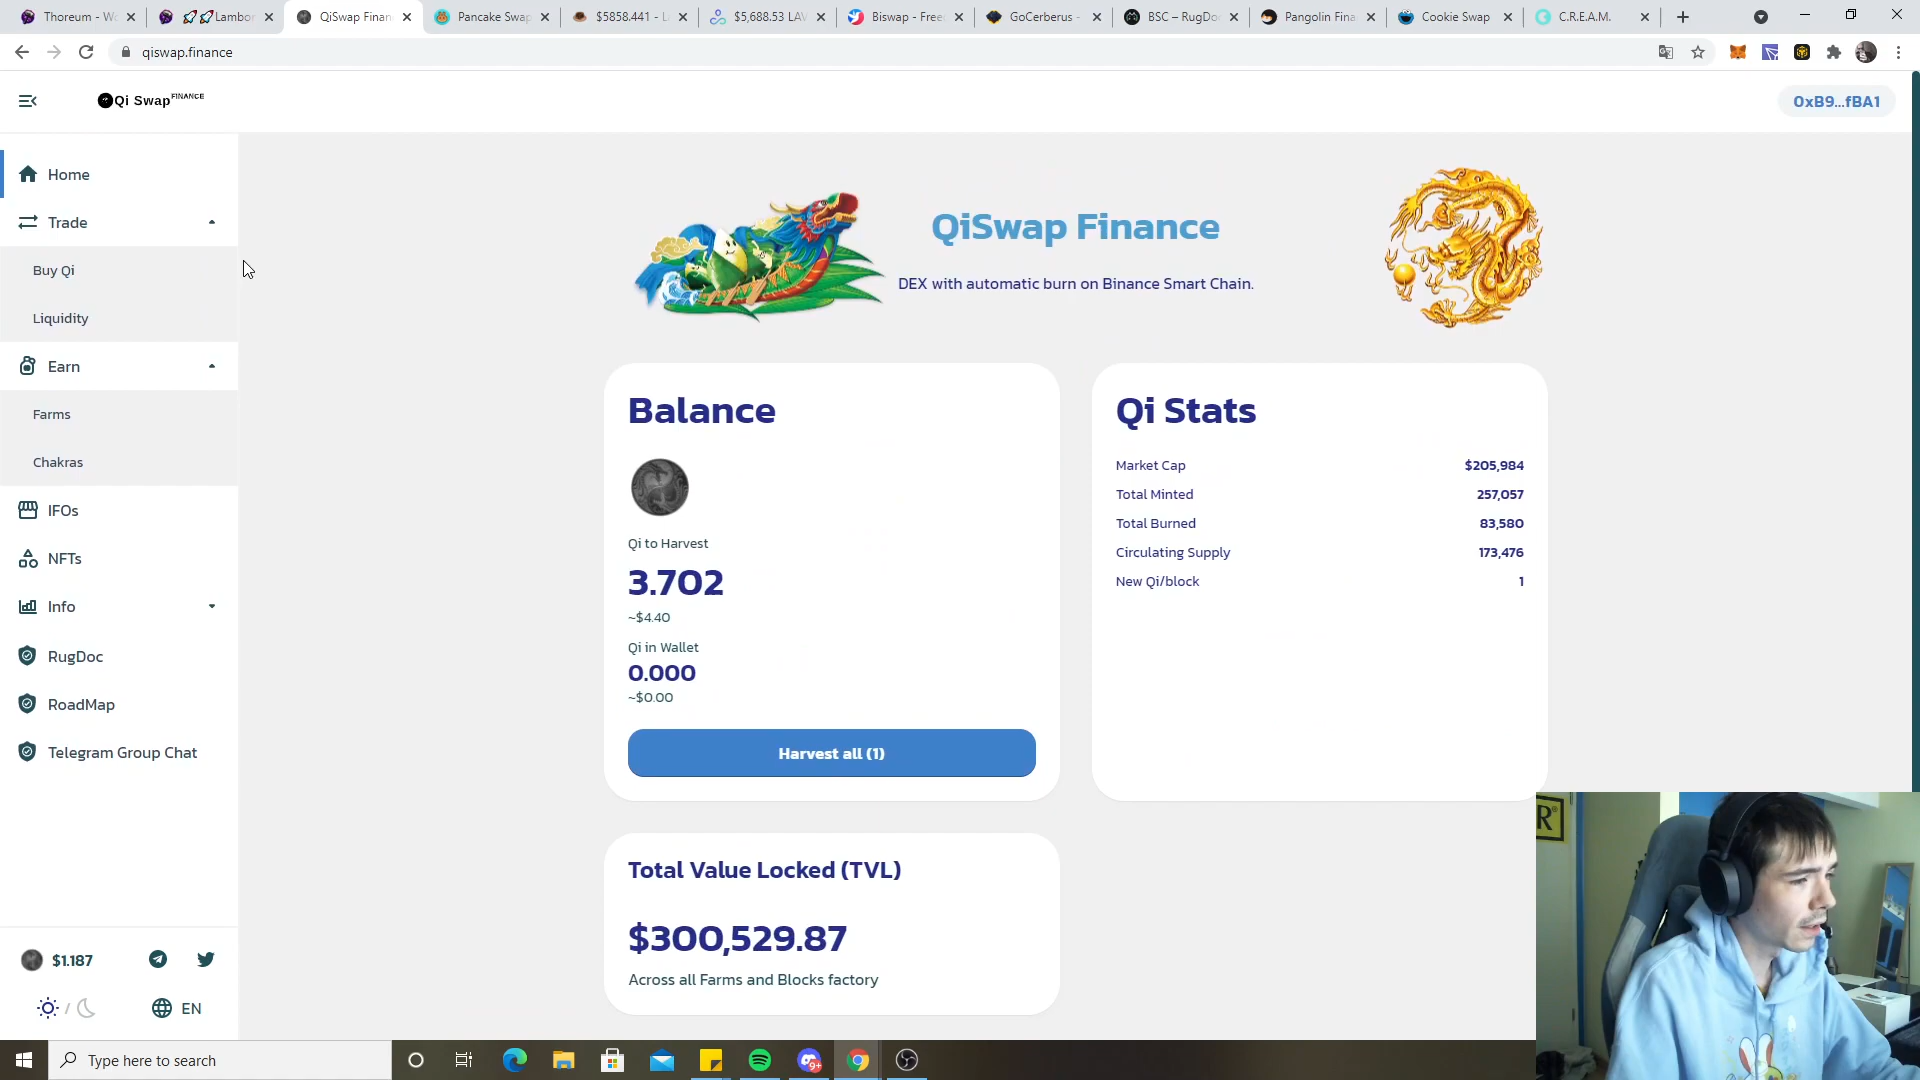 Thoreum - Wo
Lambor
QiSwap Finan
Pancake Swap
$5858.441 - L
$5,688.53 LAV
Biswap - Free
GoCerberus -
BSC – RugDo
Pangolin Fina
Cookie Swap
C.R.E.A.M.
qiswap.finance
Qi Swap FINANCE
0xB9...fBA1
Home
Trade
Buy Qi
Liquidity
Earn
Farms
Chakras
IFOs
NFTs
Info
RugDoc
RoadMap
Telegram Group Chat
$1.187
/
EN
QiSwap Finance
DEX with automatic burn on Binance Smart Chain.
Balance
Qi to Harvest
3.702
~$4.40
Qi in Wallet
0.000
~$0.00
Harvest all (1)
Qi Stats
Market Cap $205,984
Total Minted 257,057
Total Burned 83,580
Circulating Supply 173,476
New Qi/block 1
Total Value Locked (TVL)
$300,529.87
Across all Farms and Blocks factory
R®
Type here to search
9+